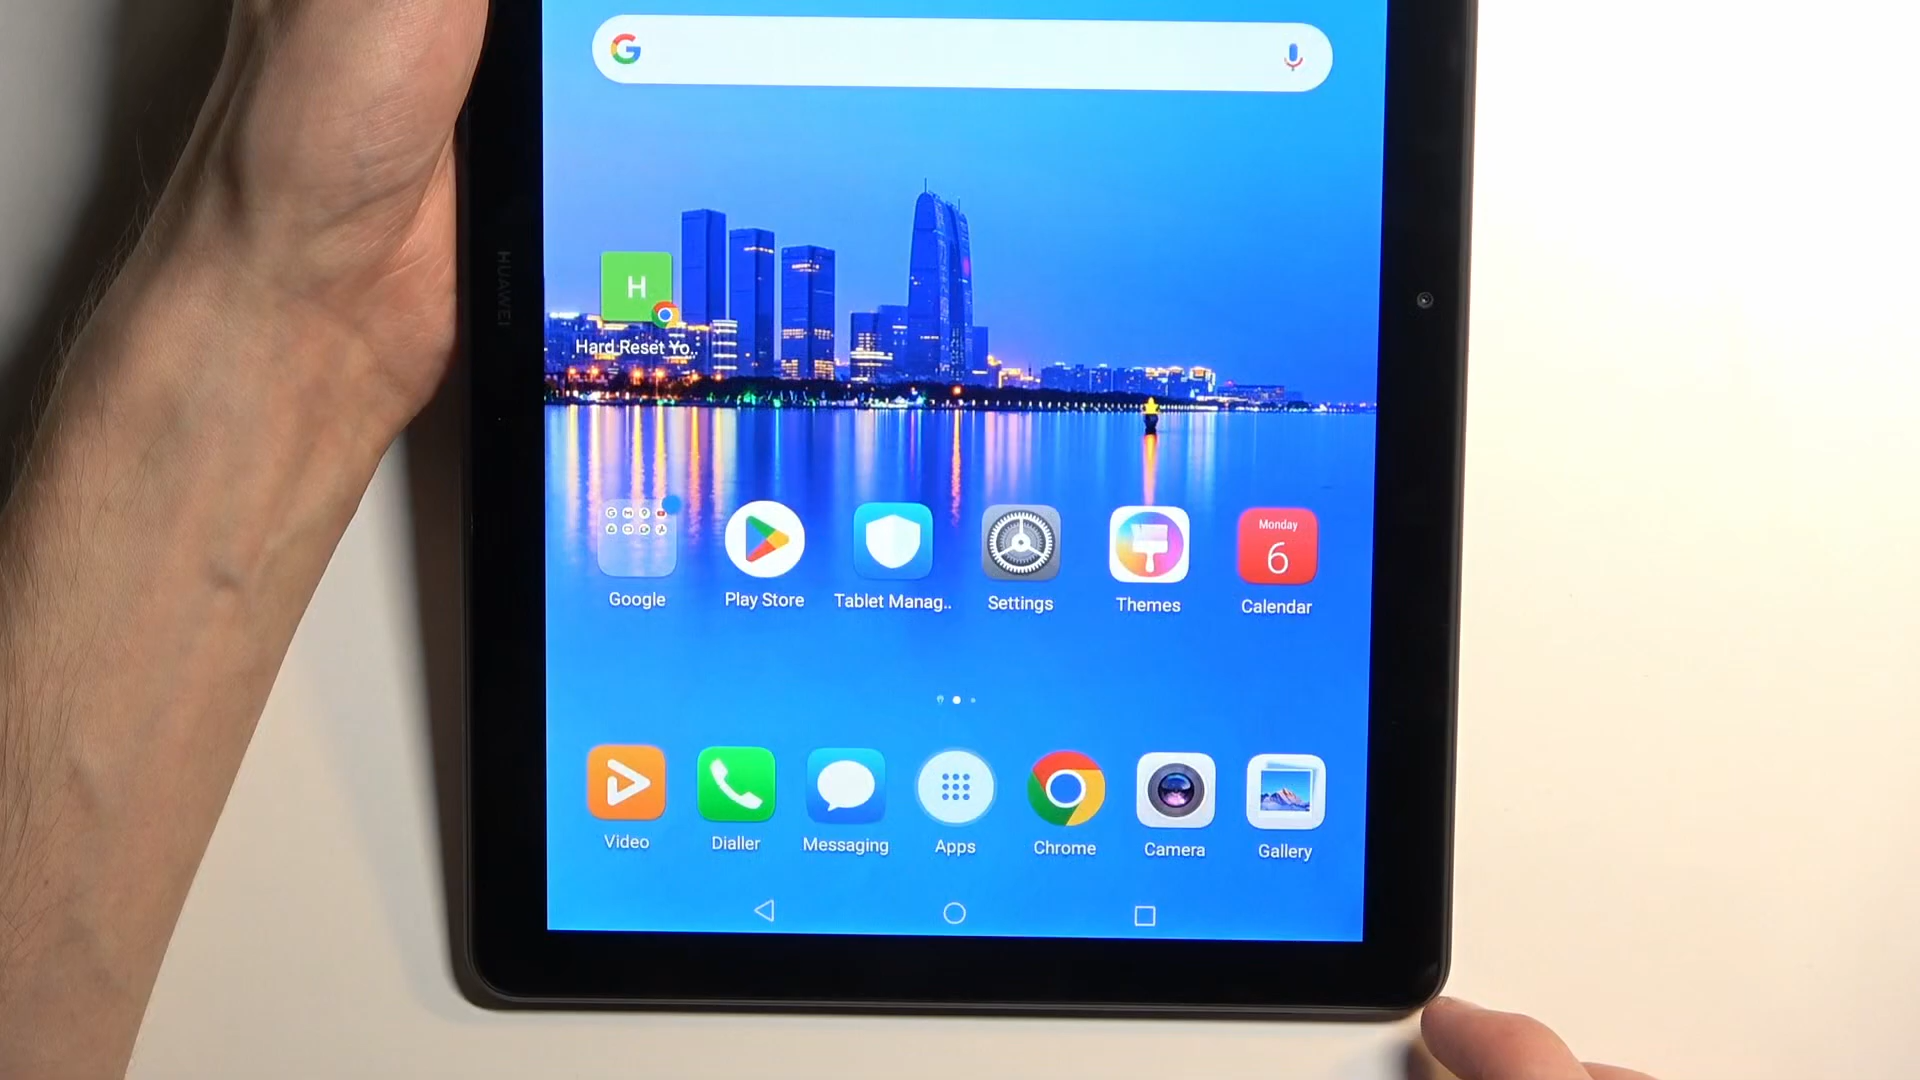 HUAWEI
H
Hard Reset Yo..
Monday
6
Google
Play Store
Tablet Manag..
Settings
Themes
Calendar
Video
Dialler
Messaging
Apps
Chrome
Camera
Gallery